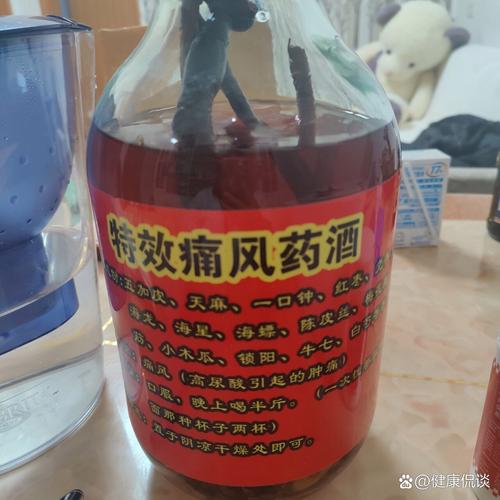 特效痛风药酒
五加皮、天麻、一口钟、红枣、
海龙、海星、海螵、陈皮丝、
药、小木瓜、锁阳、牛七、白芍
痛风（高尿酸引起的肿痛）
口服、晚上喝半斤。（一次
面那种杯子两杯）
置于阴凉干燥处即可。
@健康侃谈